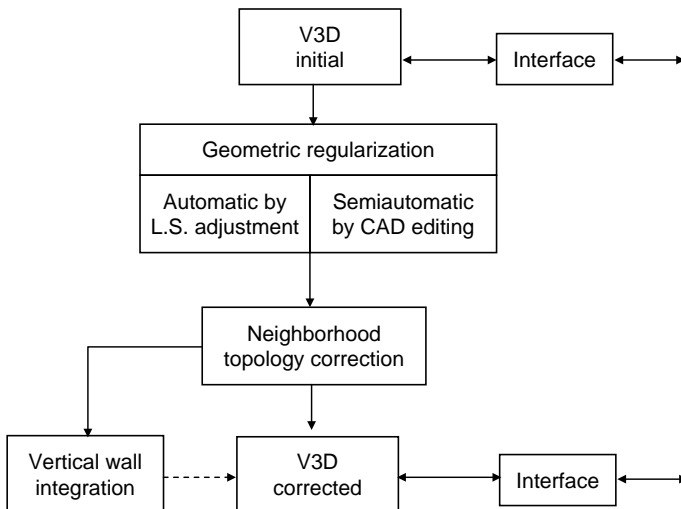 V3D
initial
Interface
Geometric regularization
Automatic by
L.S. adjustment
Semiautomatic
by CAD editing
Neighborhood
topology correction
Vertical wall
integration
V3D
corrected
Interface